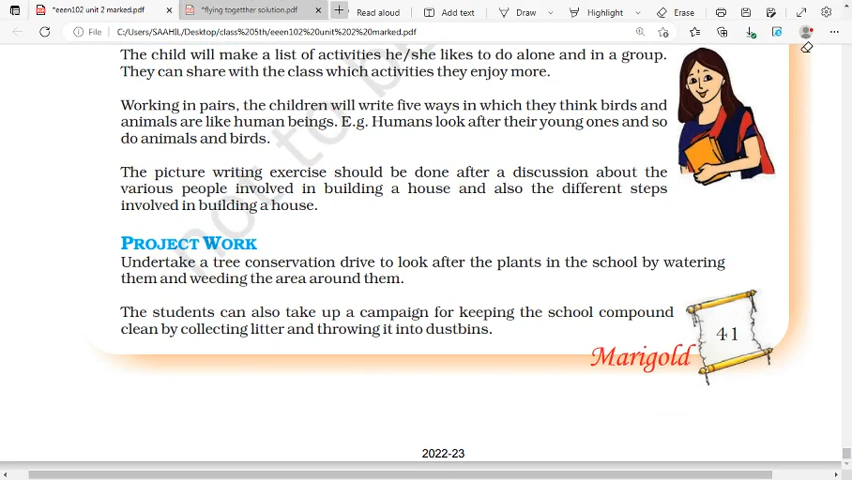 *eeen102 unit 2 marked.pdf
*flying togetther solution.pdf
Read aloud
Add text
Draw
Highlight
Erase
File
C:/Users/SAAHIL/Desktop/class%205th/eeen102%20unit%202%20marked.pdf
The child will make a list of activities he/she likes to do alone and in a group.
They can share with the class which activities they enjoy more.
Working in pairs, the children will write five ways in which they think birds and
animals are like human beings. E.g. Humans look after their young ones and so
do animals and birds.
The picture writing exercise should be done after a discussion about the
various people involved in building a house and also the different steps
involved in building a house.
PROJECT WORK
Undertake a tree conservation drive to look after the plants in the school by watering
them and weeding the area around them.
The students can also take up a campaign for keeping the school compound
clean by collecting litter and throwing it into dustbins.
41
Marigold
2022-23
not to b